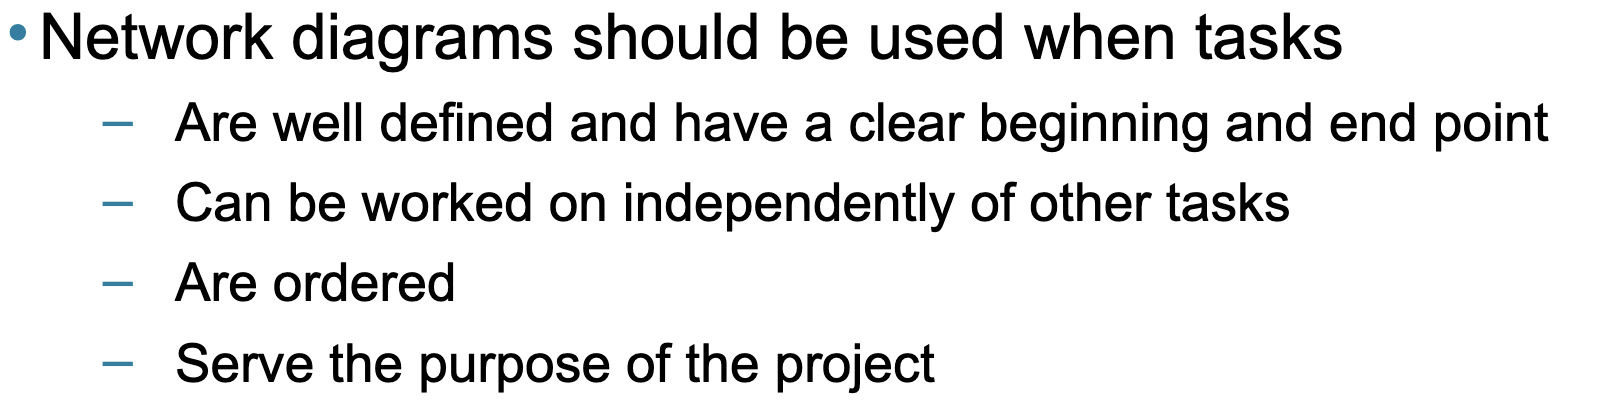 • Network diagrams should be used when tasks
– Are well defined and have a clear beginning and end point
– Can be worked on independently of other tasks
– Are ordered
– Serve the purpose of the project